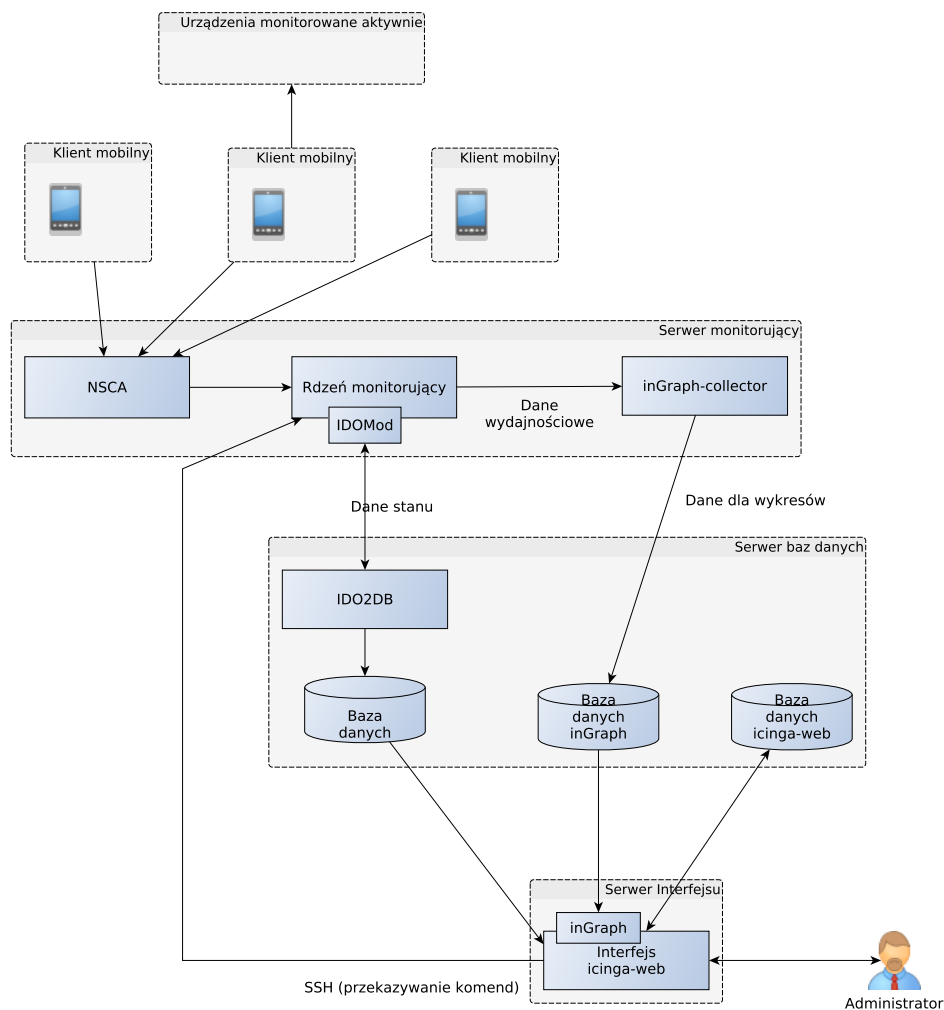 Urządzenia monitorowane aktywnie
Klient mobilny
Klient mobilny
Klient mobilny
Serwer monitorujący
NSCA
Rdzeń monitorujący
inGraph-collector
IDOMod
Dane
wydajnościowe
Dane stanu
Dane dla wykresów
Serwer baz danych
IDO2DB
Baza
danych
Baza
danych
inGraph
Baza
danych
icinga-web
Serwer Interfejsu
inGraph
Interfejs
icinga-web
SSH (przekazywanie komend)
Administrator